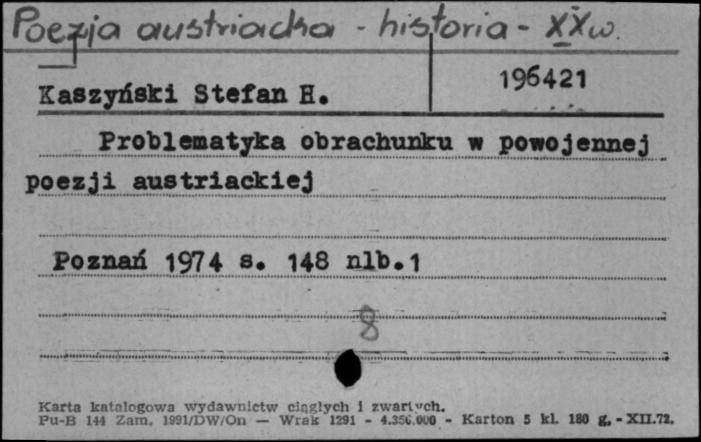 Poezja austriacka - historia - XXw.
Kaszyński Stefan H.
196421
Problematyka obrachunku w powojennej
poezji austriackiej
Poznań 1974 s. 148 nlb.1
8
Karta katalogowa wydawnictw ciągłych i zwartych.
Pu-B 144 Zam. 1991/DW/On — Wrak 1291 - 4.356.000 - Karton 5 kl. 180 g, - XII.72.